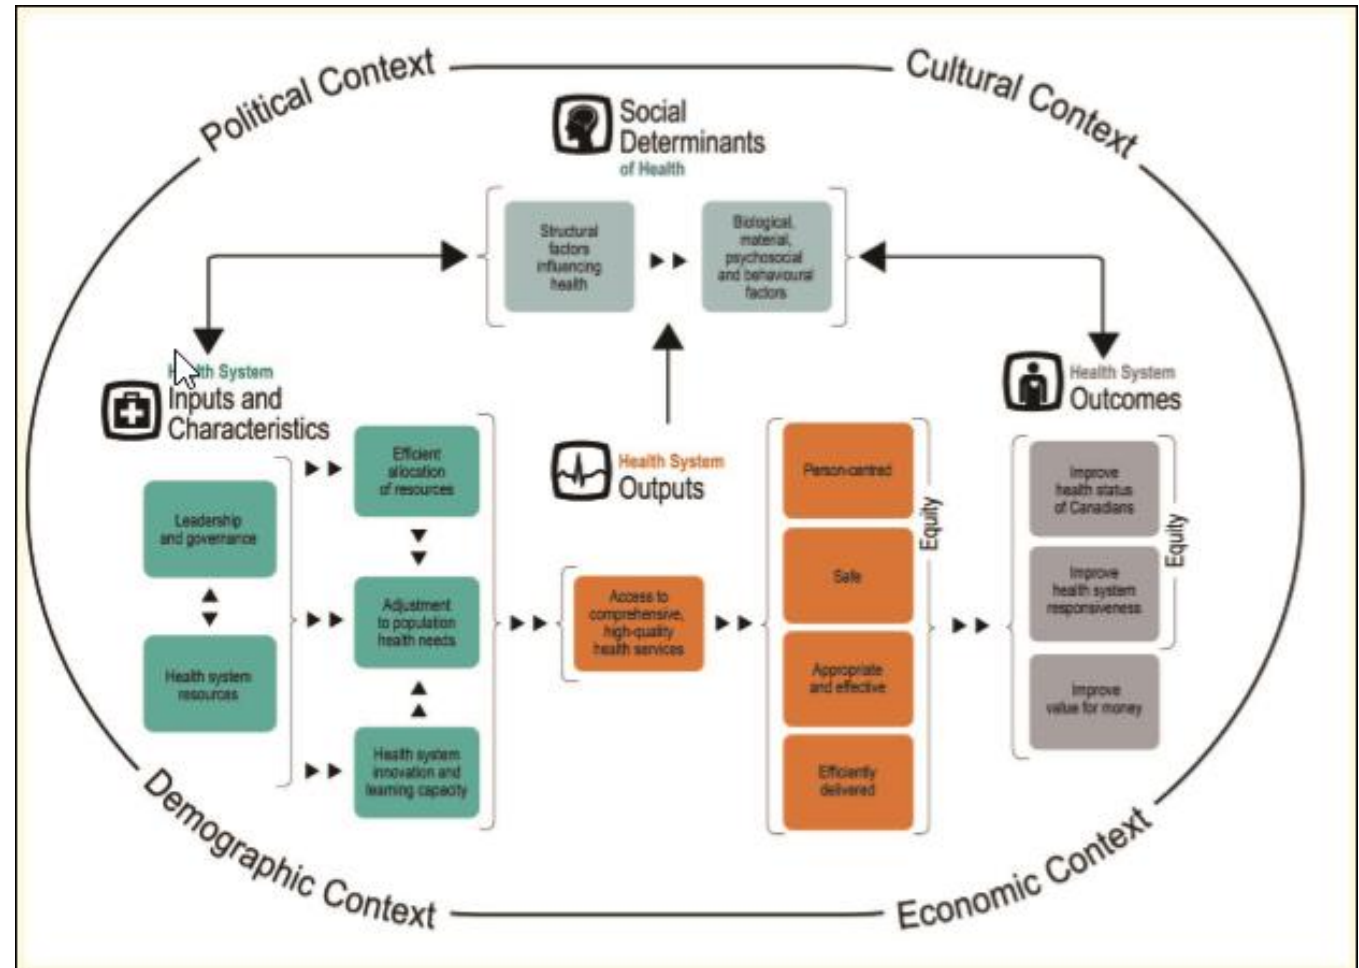 Political Context
Cultural Context
Social
Determinants
of Health
Structural
factors
influencing
health
Biological,
material,
psychosocial
and behavioural
factors
Health System
Inputs and
Characteristics
Leadership
and governance
Health system
resources
Efficient
allocation
of resources
Adjustment
to population
health needs
Health system
innovation and
learning capacity
Health System
Outputs
Access to
comprehensive,
high-quality
health services
Person-centred
Safe
Appropriate
and effective
Efficiently
delivered
Equity
Health System
Outcomes
Improve
health status
of Canadians
Improve
health system
responsiveness
Improve
value for money
Equity
Demographic Context
Economic Context